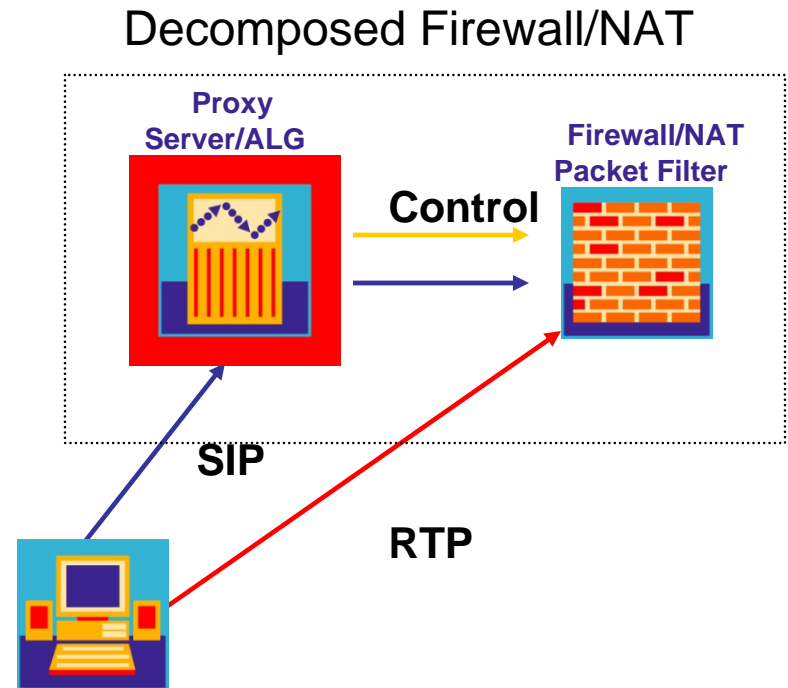 Decomposed Firewall/NAT
Proxy
Server/ALG
Firewall/NAT
Packet Filter
Control
SIP
RTP